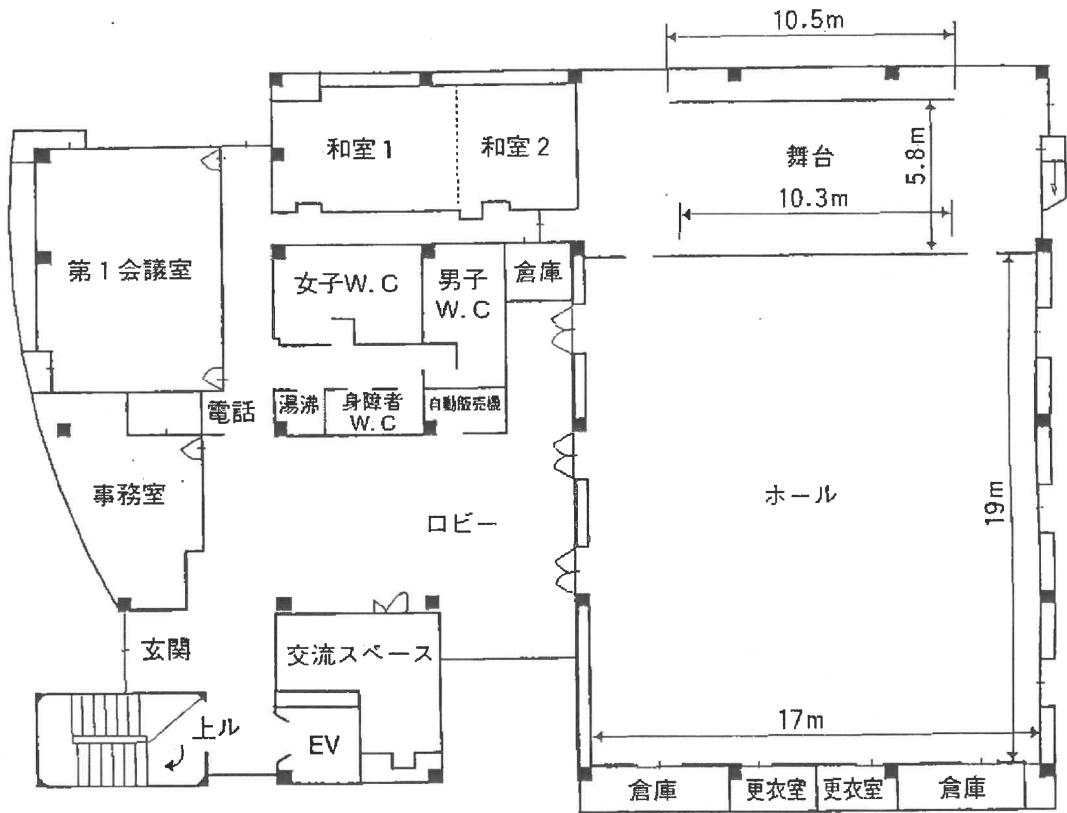 10.5m
和室1
和室2
舞台
5.8m
10.3m
第1会議室
女子W.C
男子
W.C
倉庫
電話
湯沸
身障者
W.C
自動販売機
事務室
ロビー
ホール
19m
玄関
交流スペース
上ル
EV
17m
倉庫
更衣室
更衣室
倉庫